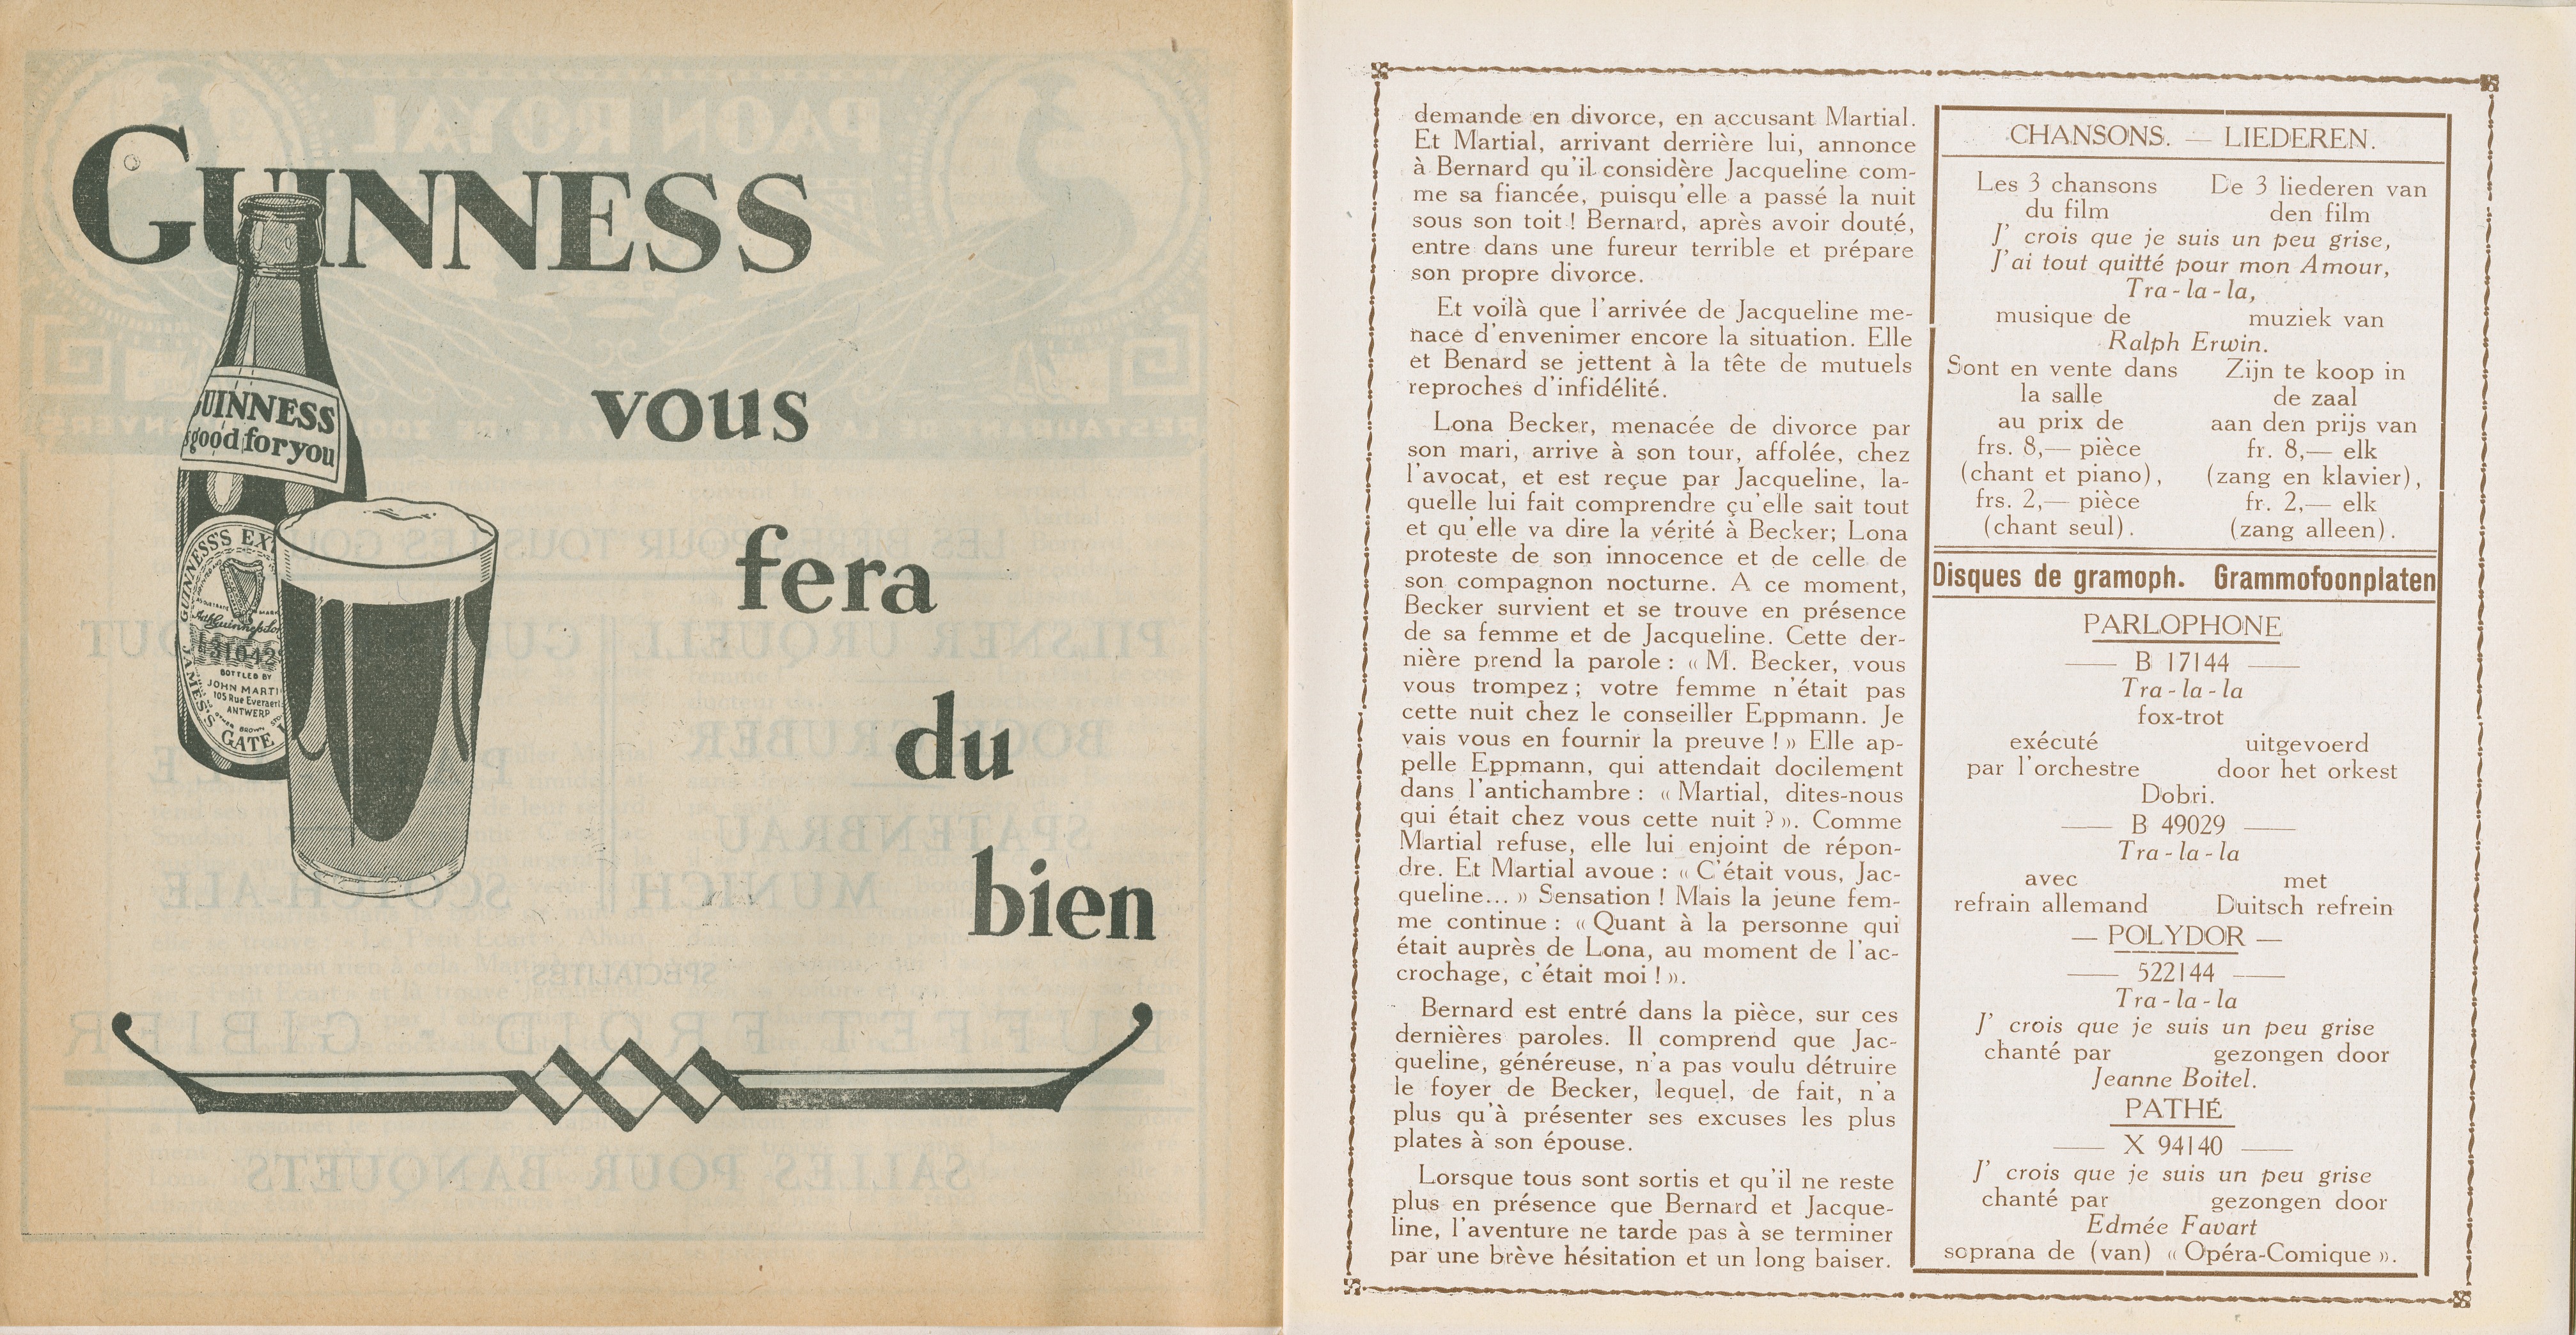 GUINNESS
vous
fera
du
bien
UINNESS
good for you
GUINNESS'S EX
31042
BOTTLED BY
JOHN MARTI
105 Rue Everaert
ANTWERP
BROWN
ST. JAMES'S GATE
demande en divorce, en accusant Martial.
Et Martial, arrivant derrière lui, annonce
à Bernard qu'il considère Jacqueline com-
me sa fiancée, puisqu'elle a passé la nuit
sous son toit ! Bernard, après avoir douté,
entre dans une fureur terrible et prépare
son propre divorce.
Et voilà que l'arrivée de Jacqueline me-
nace d'envenimer encore la situation. Elle
et Benard se jettent à la tête de mutuels
reproches d'infidélité.
Lona Becker, menacée de divorce par
son mari, arrive à son tour, affolée, chez
l'avocat, et est reçue par Jacqueline, la-
quelle lui fait comprendre çu'elle sait tout
et qu'elle va dire la vérité à Becker; Lona
proteste de son innocence et de celle de
son compagnon nocturne. A ce moment,
Becker survient et se trouve en présence
de sa femme et de Jacqueline. Cette der-
nière prend la parole : « M. Becker, vous
vous trompez ; votre femme n'était pas
cette nuit chez le conseiller Eppmann. Je
vais vous en fournir la preuve ! » Elle ap-
pelle Eppmann, qui attendait docilement
dans l'antichambre : « Martial, dites-nous
qui était chez vous cette nuit ? ». Comme
Martial refuse, elle lui enjoint de répon-
dre. Et Martial avoue : « C'était vous, Jac-
queline... » Sensation ! Mais la jeune fem-
me continue : « Quant à la personne qui
était auprès de Lona, au moment de l'ac-
crochage, c'était moi ! ».
Bernard est entré dans la pièce, sur ces
dernières paroles. Il comprend que Jac-
queline, généreuse, n'a pas voulu détruire
le foyer de Becker, lequel, de fait, n'a
plus qu'à présenter ses excuses les plus
plates à son épouse.
Lorsque tous sont sortis et qu'il ne reste
plus en présence que Bernard et Jacque-
line, l'aventure ne tarde pas à se terminer
par une brève hésitation et un long baiser.
CHANSONS. — LIEDEREN.
Les 3 chansons De 3 liederen van
du film den film
J' crois que je suis un peu grise,
J'ai tout quitté pour mon Amour,
Tra-la-la,
musique de muziek van
Ralph Erwin.
Sont en vente dans Zijn te koop in
la salle de zaal
au prix de aan den prijs van
frs. 8,— pièce fr. 8,— elk
(chant et piano), (zang en klavier),
frs. 2,— pièce fr. 2,— elk
(chant seul). (zang alleen).
Disques de gramoph. Grammofoonplaten
PARLOPHONE
— B 17144 —
Tra-la-la
fox-trot
exécuté uitgevoerd
par l'orchestre door het orkest
Dobri.
— B 49029 —
Tra-la-la
avec met
refrain allemand Duitsch refrein
— POLYDOR —
— 522144 —
Tra-la-la
J' crois que je suis un peu grise
chanté par gezongen door
Jeanne Boitel.
PATHÉ
— X 94140 —
J' crois que je suis un peu grise
chanté par gezongen door
Edmée Favart
soprana de (van) « Opéra-Comique ».